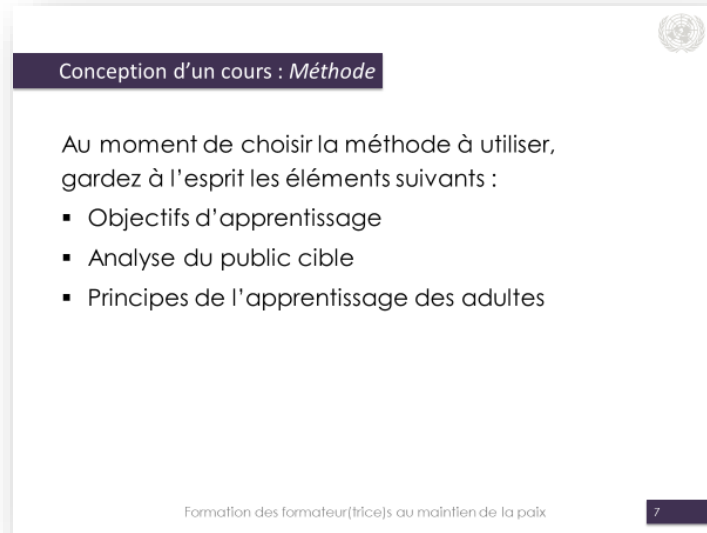 Conception d’un cours : Méthode
Au moment de choisir la méthode à utiliser,
gardez à l’esprit les éléments suivants :
▪ Objectifs d’apprentissage
▪ Analyse du public cible
▪ Principes de l’apprentissage des adultes
Formation des formateur(trice)s au maintien de la paix
7